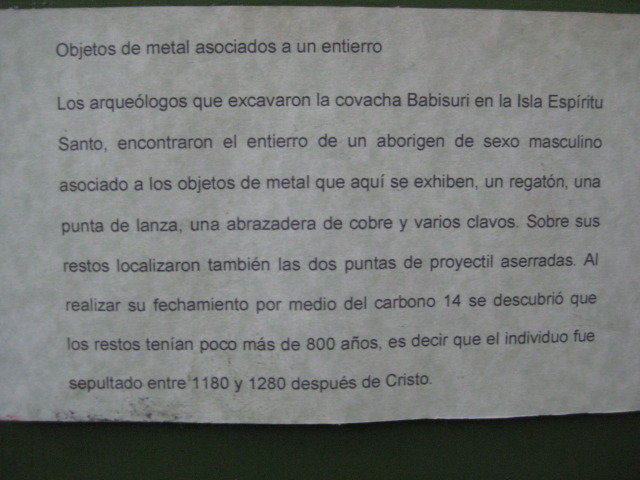 Objetos de metal asociados a un entierro
Los arqueólogos que excavaron la covacha Babisuri en la Isla Espíritu
Santo, encontraron el entierro de un aborigen de sexo masculino
asociado a los objetos de metal que aquí se exhiben, un regatón, una
punta de lanza, una abrazadera de cobre y varios clavos. Sobre sus
restos localizaron también las dos puntas de proyectil aserradas. Al
realizar su fechamiento por medio del carbono 14 se descubrió que
los restos tenían poco más de 800 años, es decir que el individuo fue
sepultado entre 1180 y 1280 después de Cristo.